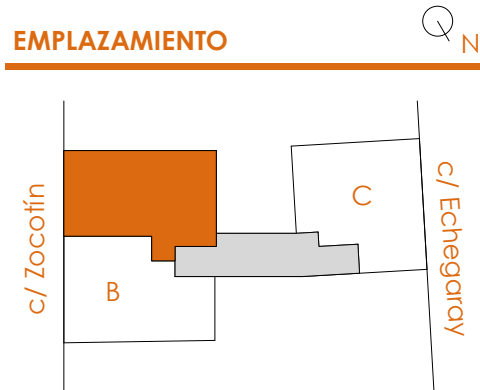 EMPLAZAMIENTO
N
c/ Zocotín
B
C
c/ Echegaray